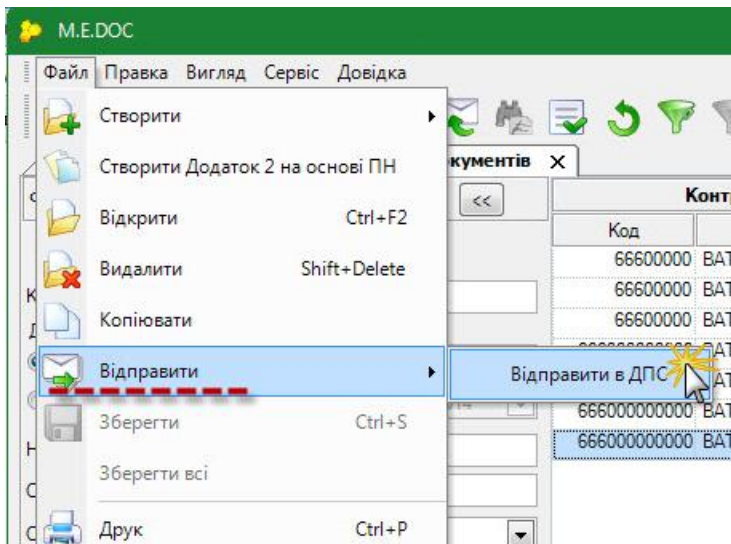 M.E.DOC
Файл Правка Вигляд Сервіс Довідка
Створити
Створити Додаток 2 на основі ПН
Відкрити Ctrl+F2
Видалити Shift+Delete
Копіювати
Відправити
Відправити в ДПС
Зберегти Ctrl+S
Зберегти всі
Друк Ctrl+P
<<
Код
66600000 ВАТ
66600000 ВАТ
66600000 ВАТ
666000000000 ВАТ
666000000000 ВАТ